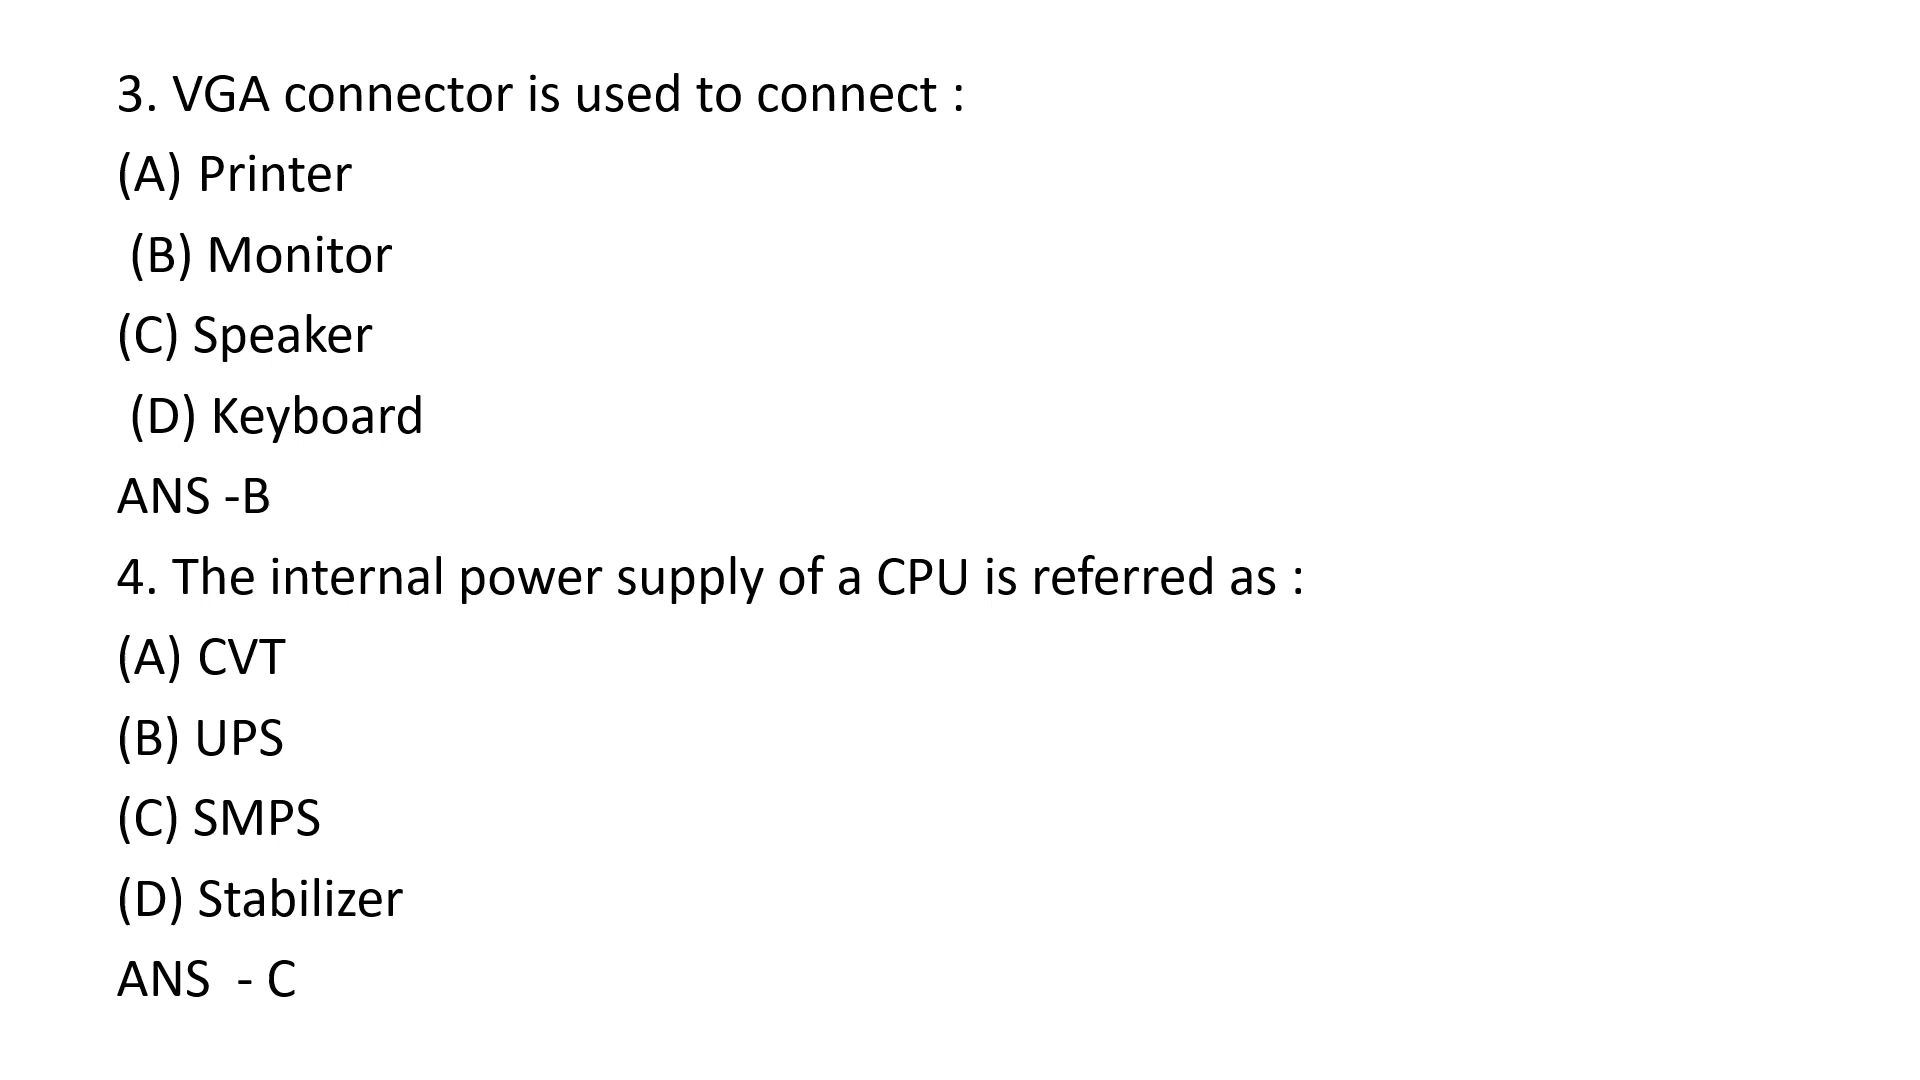 3. VGA connector is used to connect :
(A) Printer
(B) Monitor
(C) Speaker
(D) Keyboard
ANS -B
4. The internal power supply of a CPU is referred as :
(A) CVT
(B) UPS
(C) SMPS
(D) Stabilizer
ANS  - C